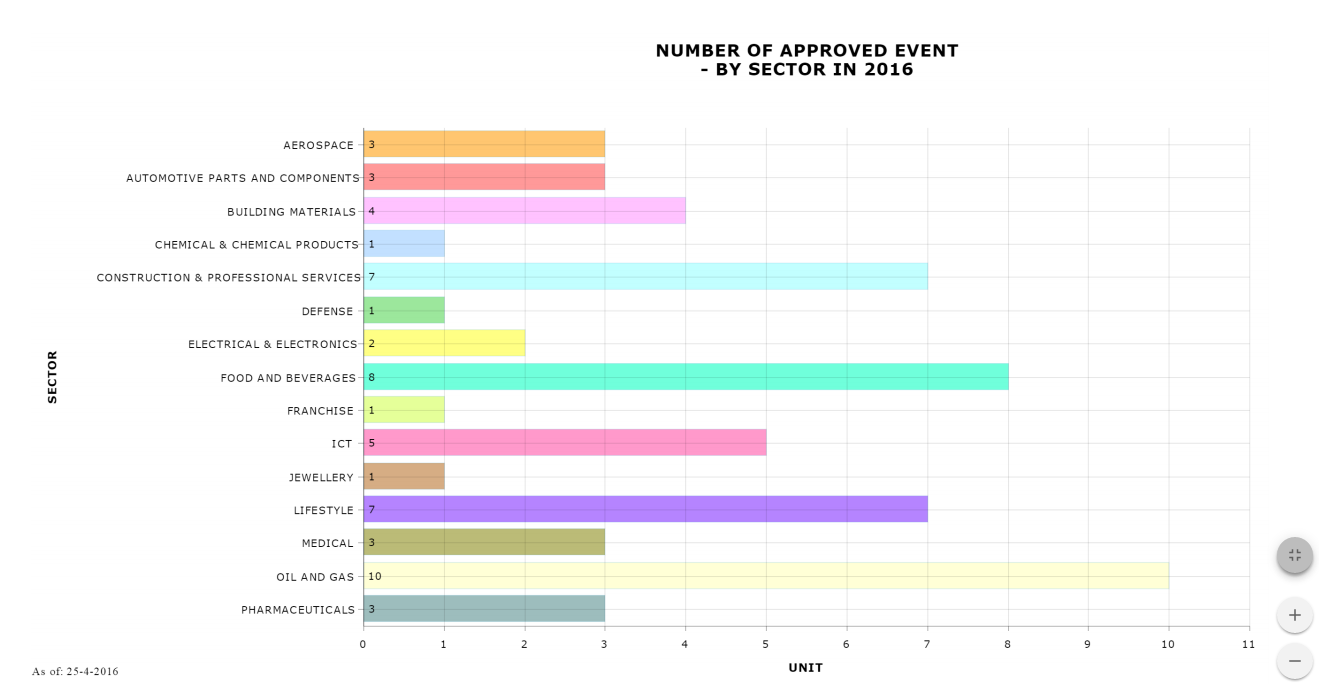 NUMBER OF APPROVED EVENT
- BY SECTOR IN 2016
SECTOR
AEROSPACE 3
AUTOMOTIVE PARTS AND COMPONENTS 3
BUILDING MATERIALS 4
CHEMICAL & CHEMICAL PRODUCTS 1
CONSTRUCTION & PROFESSIONAL SERVICES 7
DEFENSE 1
ELECTRICAL & ELECTRONICS 2
FOOD AND BEVERAGES 8
FRANCHISE 1
ICT 5
JEWELLERY 1
LIFESTYLE 7
MEDICAL 3
OIL AND GAS 10
PHARMACEUTICALS 3
0 1 2 3 4 5 6 7 8 9 10 11
UNIT
As of: 25-4-2016